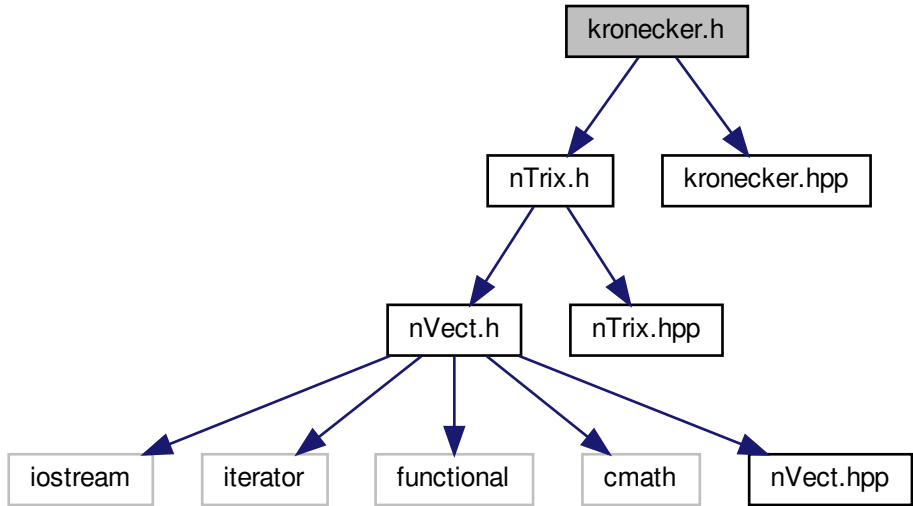 kronecker.h
nTrix.h
kronecker.hpp
nVect.h
nTrix.hpp
iostream
iterator
functional
cmath
nVect.hpp